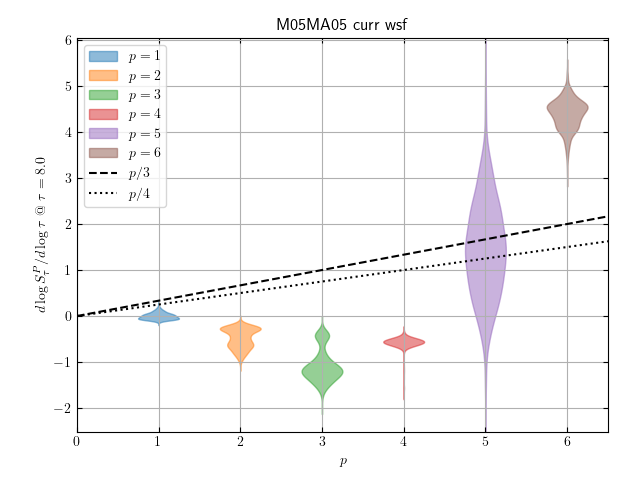 M05MA05 curr wsf
d log S_τ^P / d log τ @ τ = 8.0
6
5
4
3
2
1
0
−1
−2
p = 1
p = 2
p = 3
p = 4
p = 5
p = 6
p/3
p/4
0 1 2 3 4 5 6
p